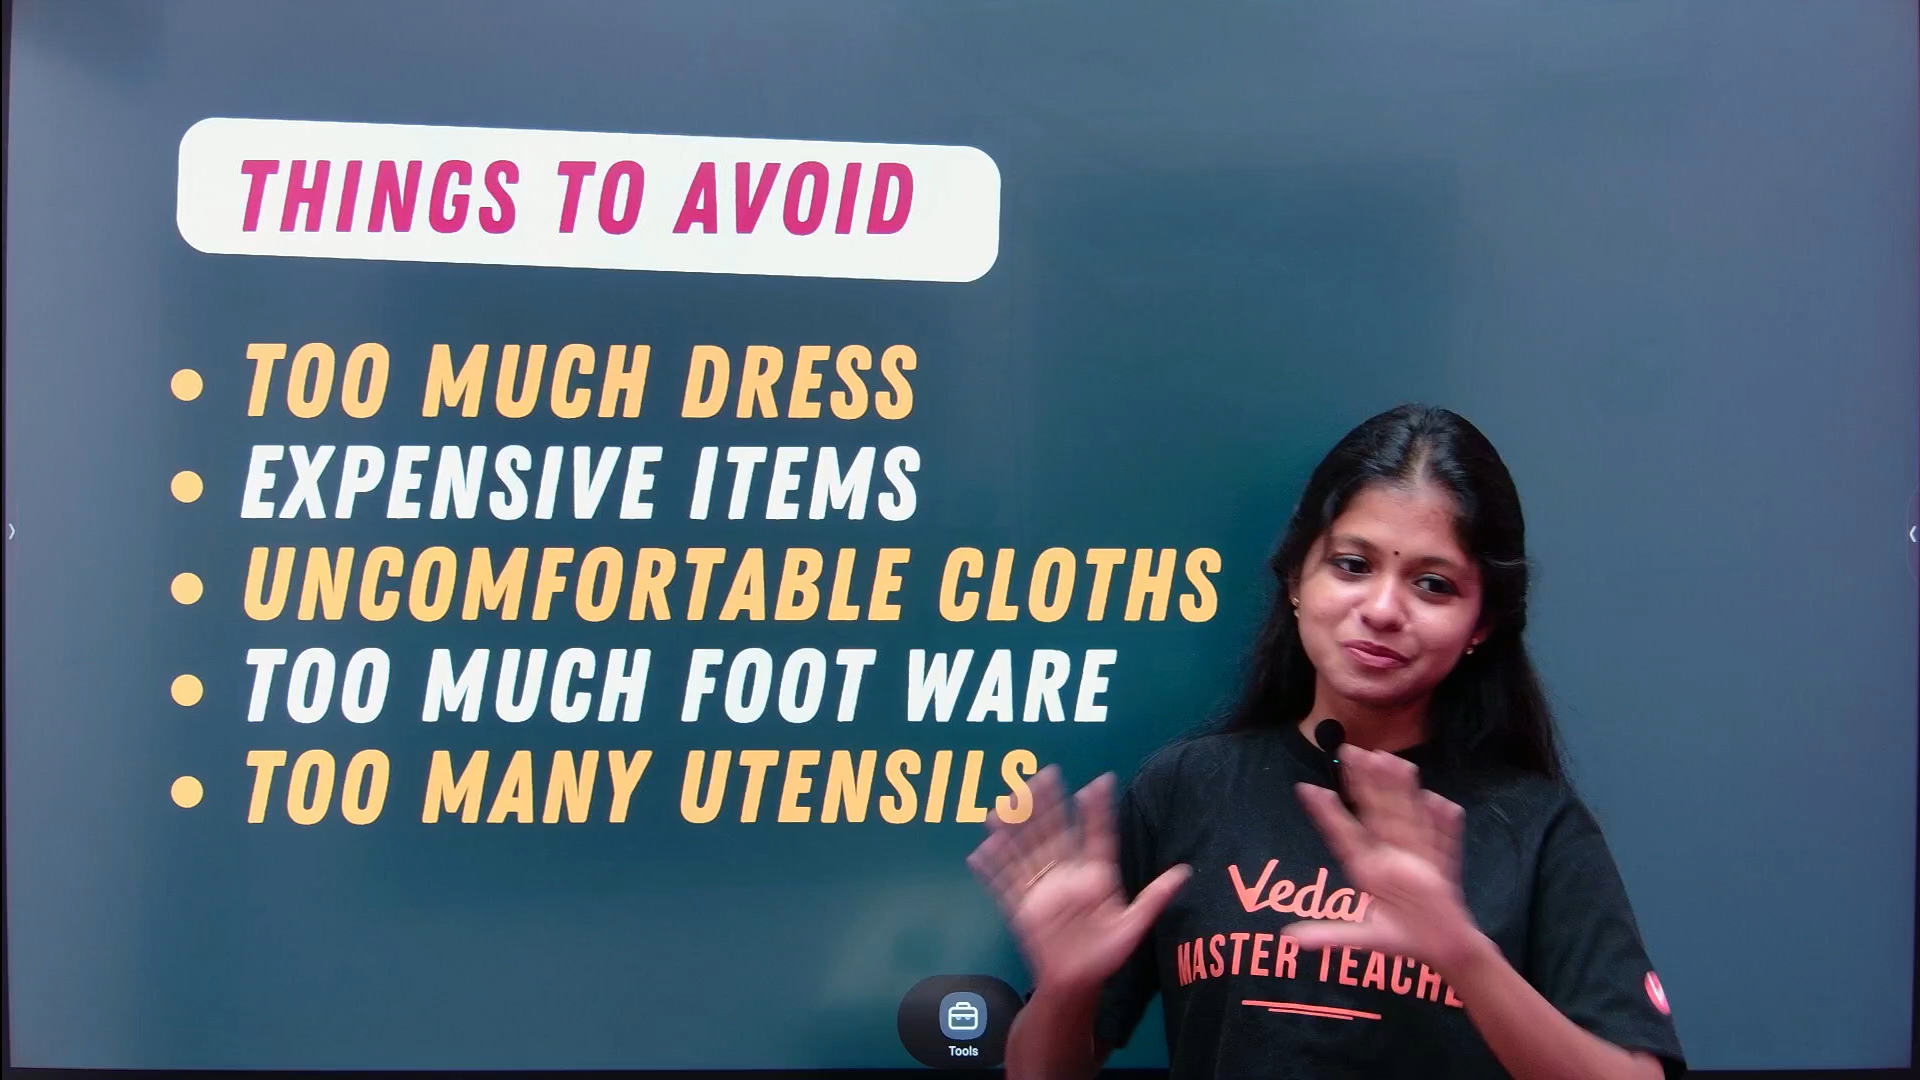 THINGS TO AVOID
TOO MUCH DRESS
EXPENSIVE ITEMS
UNCOMFORTABLE CLOTHS
TOO MUCH FOOT WARE
TOO MANY UTENSILS
MASTER
Tools